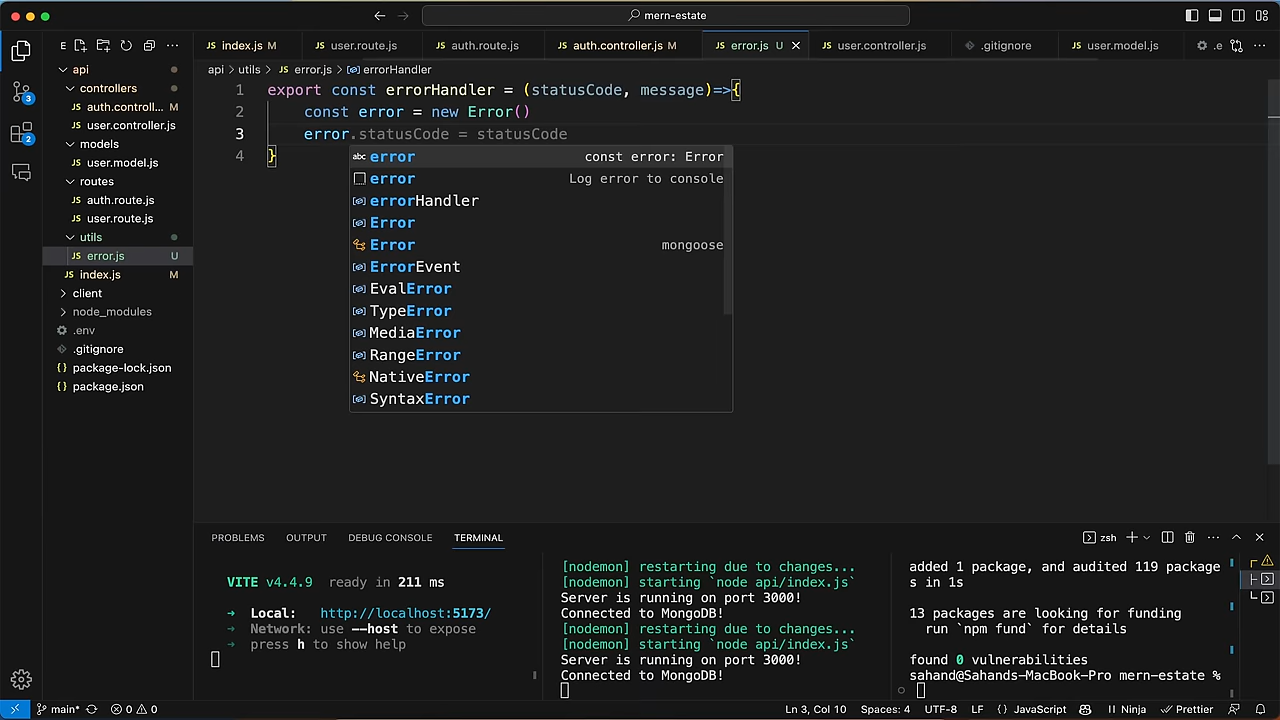 mern-estate
E
index.js M
user.route.js
auth.route.js
auth.controller.js M
error.js U
user.controller.js
.gitignore
user.model.js
.e
api
controllers
auth.controll... M
user.controller.js
models
user.model.js
routes
auth.route.js
user.route.js
utils
error.js U
index.js M
client
node_modules
.env
.gitignore
package-lock.json
package.json
3
2
api > utils > JS error.js > errorHandler
1 export const errorHandler = (statusCode, message)=>{
2 const error = new Error()
3 error.statusCode = statusCode
4 }
abc error const error: Error
error Log error to console
errorHandler
Error
Error mongoose
ErrorEvent
EvalError
TypeError
MediaError
RangeError
NativeError
SyntaxError
PROBLEMS OUTPUT DEBUG CONSOLE TERMINAL
zsh
VITE v4.4.9 ready in 211 ms
➜ Local: http://localhost:5173/
➜ Network: use --host to expose
➜ press h to show help
[nodemon] restarting due to changes...
[nodemon] starting `node api/index.js`
Server is running on port 3000!
Connected to MongoDB!
[nodemon] restarting due to changes...
[nodemon] starting `node api/index.js`
Server is running on port 3000!
Connected to MongoDB!
added 1 package, and audited 119 package
s in 1s
13 packages are looking for funding
run `npm fund` for details
found 0 vulnerabilities
sahand@Sahands-MacBook-Pro mern-estate %
main* 0 0 Ln 3, Col 10 Spaces: 4 UTF-8 LF {} JavaScript Ninja Prettier